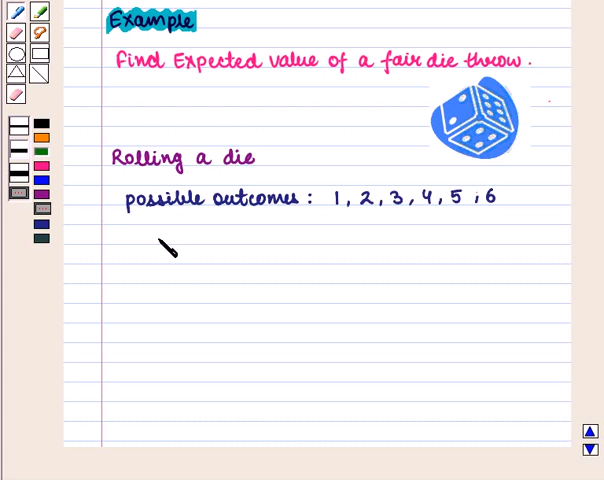 Example
Find Expected value of a fair die throw.
Rolling a die
possible outcomes: 1, 2, 3, 4, 5, 6